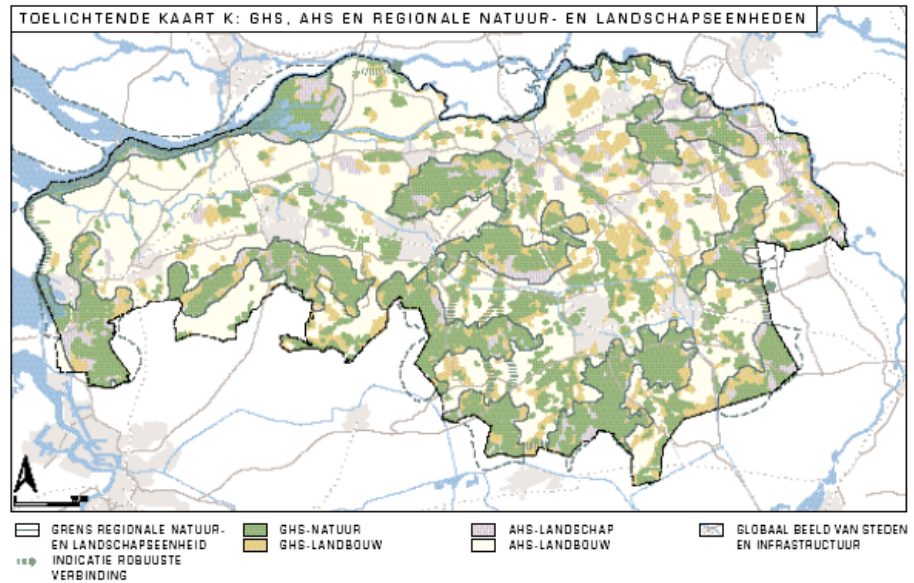 TOELICHTENDE KAART K: GHS, AHS EN REGIONALE NATUUR- EN LANDSCHAPSEENHEDEN
GRENS REGIONALE NATUUR-
EN LANDSCHAPSEENHEID
INDICATIE ROBUUSTE
VERBINDING
GHS-NATUUR
GHS-LANDBOUW
AHS-LANDSCHAP
AHS-LANDBOUW
GLOBAAL BEELD VAN STEDEN
EN INFRASTRUCTUUR